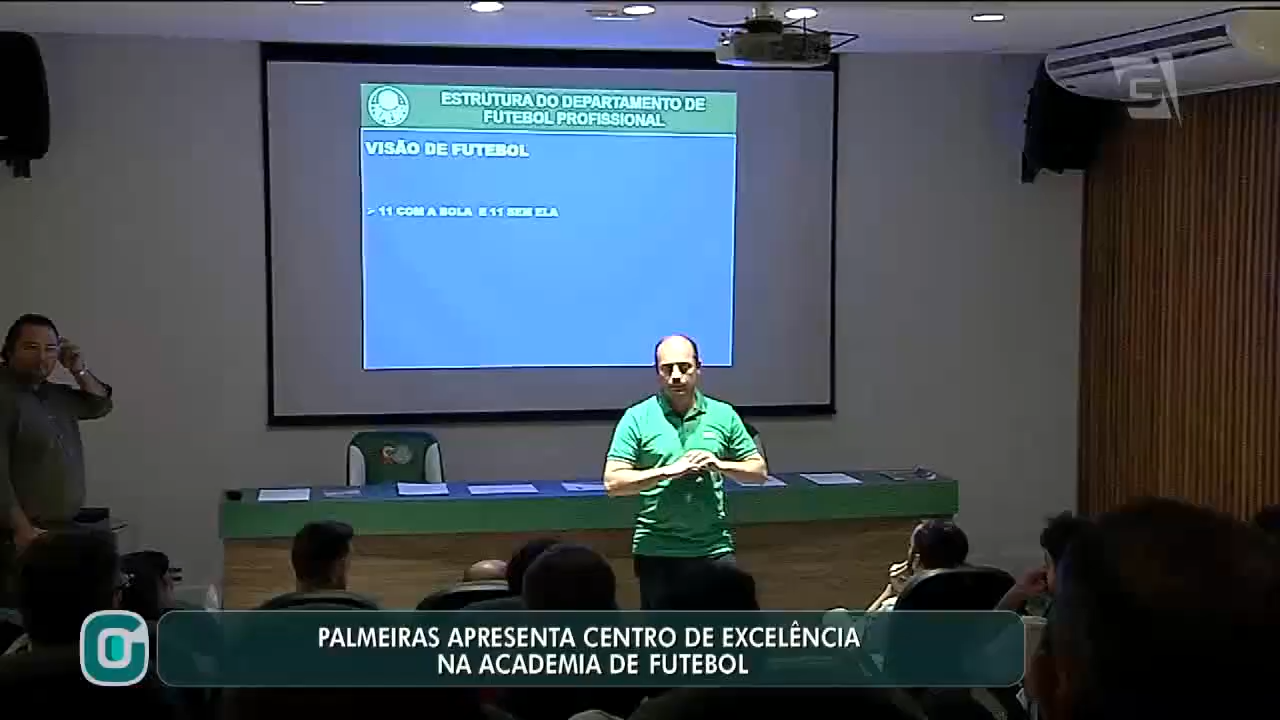 ESTRUTURA DO DEPARTAMENTO DE
FUTEBOL PROFISSIONAL
VISÃO DE FUTEBOL
> 11 COM A BOLA E 11 SEM ELA
PALMEIRAS APRESENTA CENTRO DE EXCELÊNCIA
NA ACADEMIA DE FUTEBOL